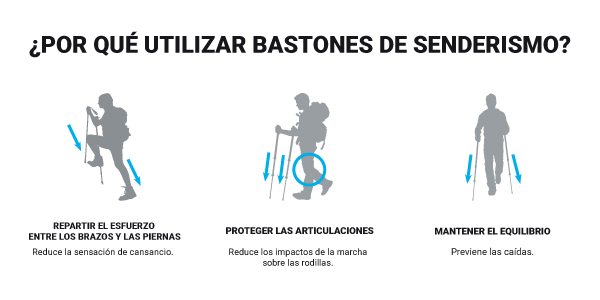 ¿POR QUÉ UTILIZAR BASTONES DE SENDERISMO?
REPARTIR EL ESFUERZO
ENTRE LOS BRAZOS Y LAS PIERNAS
Reduce la sensación de cansancio.
PROTEGER LAS ARTICULACIONES
Reduce los impactos de la marcha
sobre las rodillas.
MANTENER EL EQUILIBRIO
Previene las caídas.